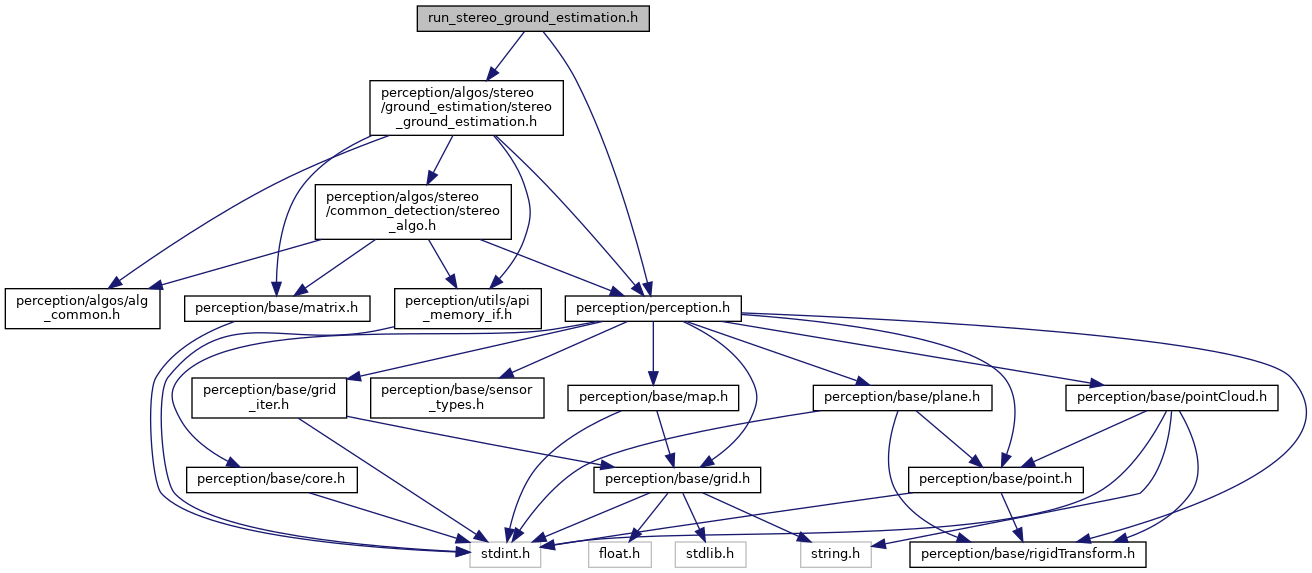 run_stereo_ground_estimation.h
perception/algos/stereo
/ground_estimation/stereo
_ground_estimation.h
perception/algos/stereo
/common_detection/stereo
_algo.h
perception/algos/alg
_common.h
perception/base/matrix.h
perception/utils/api
_memory_if.h
perception/perception.h
perception/base/grid
_iter.h
perception/base/sensor
_types.h
perception/base/map.h
perception/base/plane.h
perception/base/pointCloud.h
perception/base/core.h
perception/base/grid.h
perception/base/point.h
stdint.h
float.h
stdlib.h
string.h
perception/base/rigidTransform.h